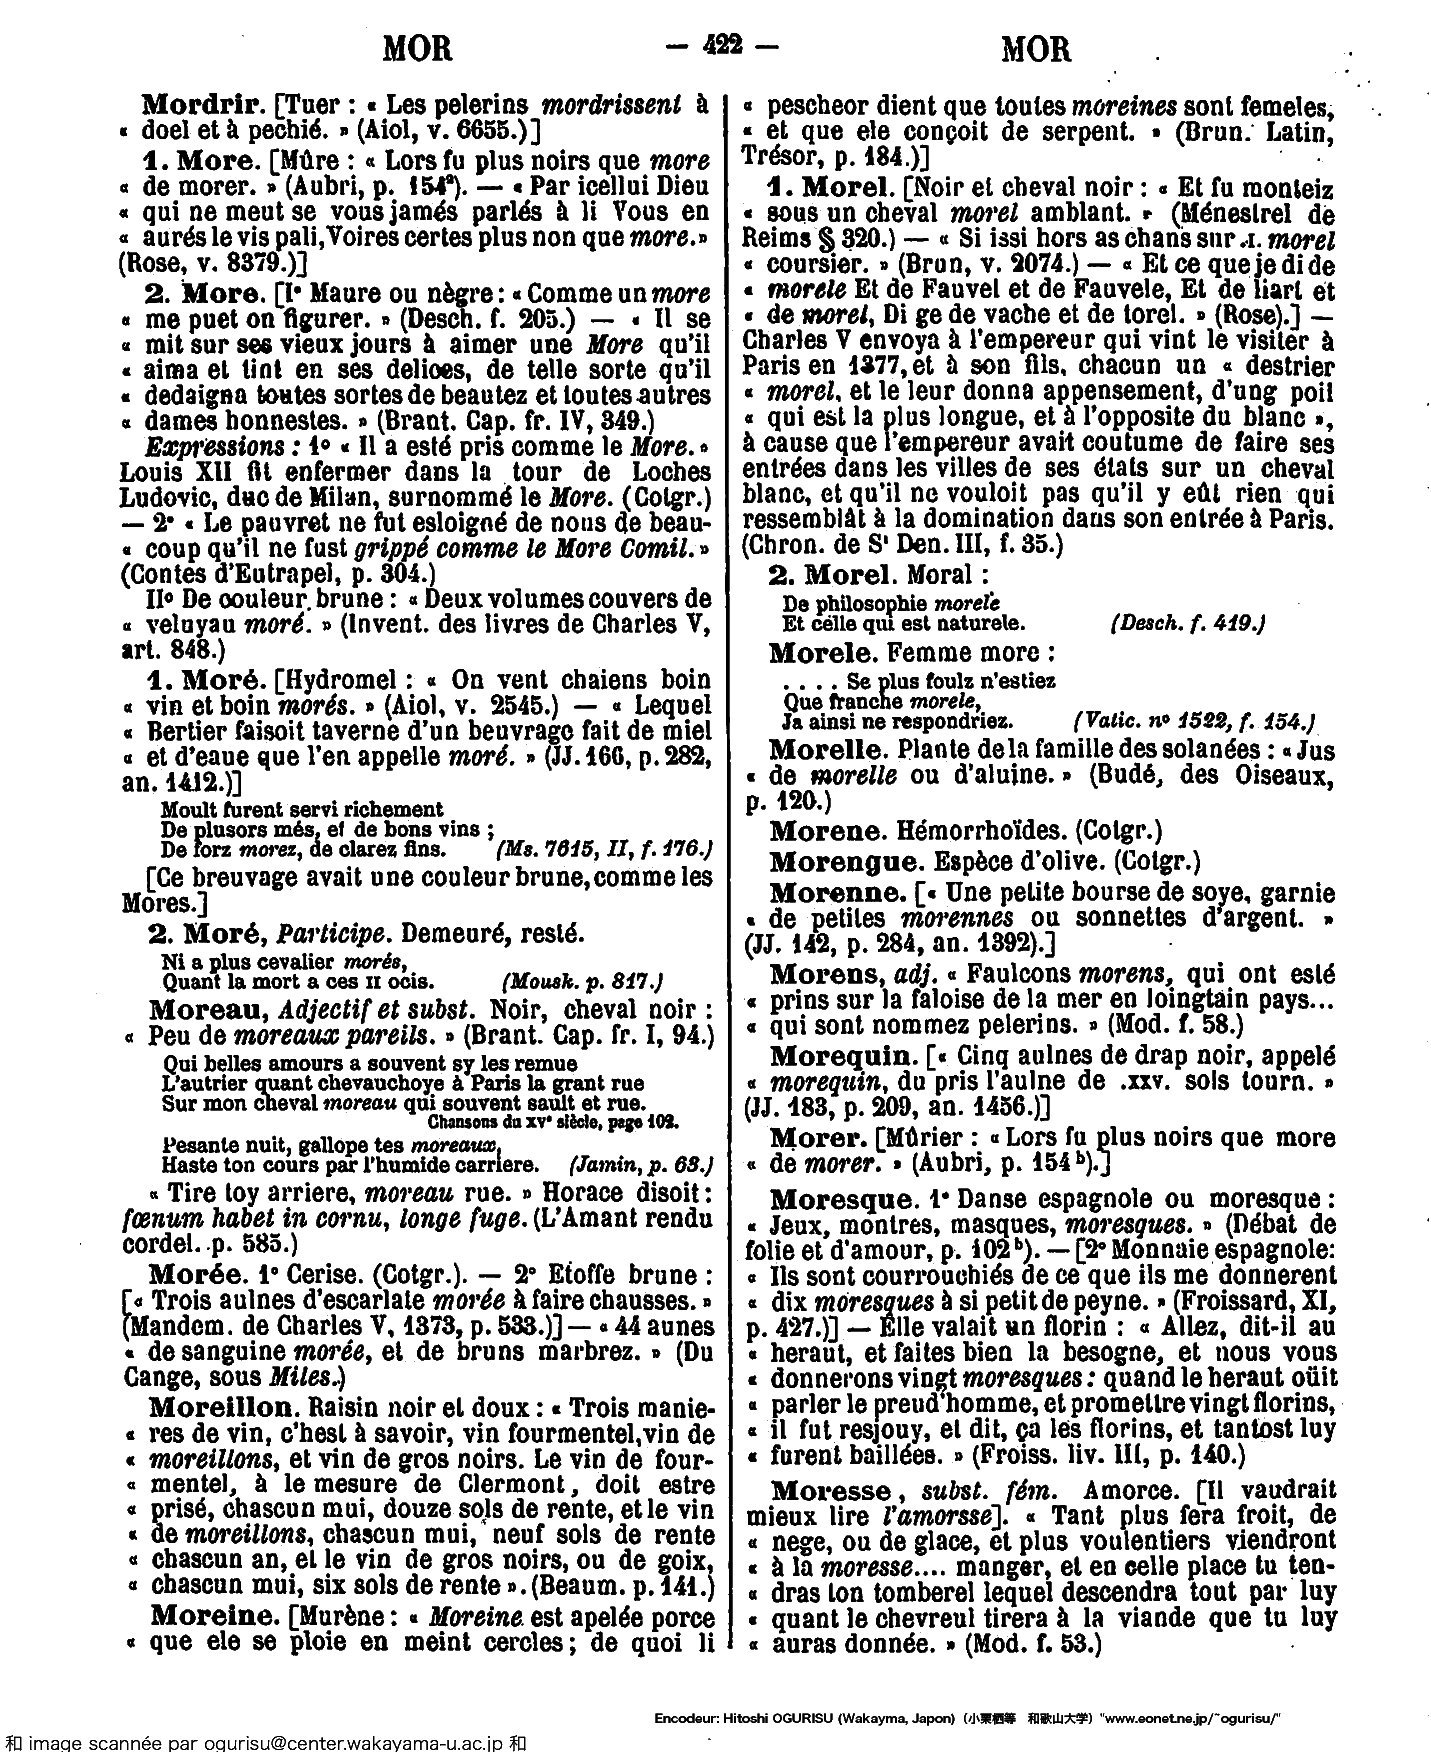 MOR — 422 — MOR
Mordrir. [Tuer : « Les pelerins mordrissent à
« doel et à pechié. » (Aiol, v. 6655.)]
1. More. [Mûre : « Lors fu plus noirs que more
« de morer. » (Aubri, p. 154ª). — « Par icellui Dieu
« qui ne meut se vous jamés parlés à li Vous en
« aurés le vis pali, Voires certes plus non que more. »
(Rose, v. 8379.)]
2. More. [I° Maure ou nègre : « Comme un more
« me puet on figurer. » (Desch. f. 205.) — « Il se
« mit sur ses vieux jours à aimer une More qu'il
« aima et tint en ses delices, de telle sorte qu'il
« dedaigna toutes sortes de beautez et toutes autres
« dames honnestes. » (Brant. Cap. fr. IV, 349.)
Expressions : 1° « Il a esté pris comme le More. »
Louis XII fit enfermer dans la tour de Loches
Ludovic, duc de Milan, surnommé le More. (Cotgr.)
— 2° « Le pauvret ne fut esloigné de nous de beau-
« coup qu'il ne fust grippé comme le More Comil. »
(Contes d'Eutrapel, p. 304.)
II° De couleur brune : « Deux volumes couvers de
« veluyau moré. » (Invent. des livres de Charles V,
art. 848.)
1. Moré. [Hydromel : « On vent chaiens boin
« vin et boin morés. » (Aiol, v. 2545.) — « Lequel
« Bertier faisoit taverne d'un beuvrage fait de miel
« et d'eaue que l'en appelle moré. » (JJ. 166, p. 282,
an. 1412.)]
Moult furent servi richement
De plusors més, et de bons vins ;
De forz morez, de clarez fins. (Ms. 7615, II, f. 176.)
[Ce breuvage avait une couleur brune, comme les
Mores.]
2. Moré, Participe. Demeuré, resté.
Ni a plus cevalier morés,
Quant la mort a ces II ocis. (Mousk. p. 817.)
Moreau, Adjectif et subst. Noir, cheval noir :
« Peu de moreaux pareils. » (Brant. Cap. fr. I, 94.)
Qui belles amours a souvent sy les remue
L'autrier quant chevauchoye à Paris la grant rue
Sur mon cheval moreau qui souvent sault et rue.
Chansons du XVᵉ siècle, page 102.
Pesante nuit, gallope tes moreaux,
Haste ton cours par l'humide carriere. (Jamin, p. 63.)
« Tire toy arriere, moreau rue. » Horace disoit :
fœnum habet in cornu, longe fuge. (L'Amant rendu
cordel. p. 585.)
Morée. 1° Cerise. (Cotgr.). — 2° Etoffe brune :
[« Trois aulnes d'escarlate morée à faire chausses. »
(Mandem. de Charles V, 1373, p. 533.)] — « 44 aunes
« de sanguine morée, et de bruns marbrez. » (Du
Cange, sous Miles.)
Moreillon. Raisin noir et doux : « Trois manie-
« res de vin, c'hest à savoir, vin fourmentel, vin de
« moreillons, et vin de gros noirs. Le vin de four-
« mentel, à le mesure de Clermont, doit estre
« prisé, chascun mui, douze sols de rente, et le vin
« de moreillons, chascun mui, neuf sols de rente
« chascun an, et le vin de gros noirs, ou de goix,
« chascun mui, six sols de rente ». (Beaum. p. 141.)
Moreine. [Murène : « Moreine est apelée porce
« que ele se ploie en meint cercles ; de quoi li
« pescheor dient que toutes moreines sont femeles,
« et que ele conçoit de serpent. » (Brun. Latin,
Trésor, p. 184.)]
1. Morel. [Noir et cheval noir : « Et fu monteiz
« sous un cheval morel amblant. » (Ménestrel de
Reims § 320.) — « Si issi hors as chans sur .I. morel
« coursier. » (Brun, v. 2074.) — « Et ce que je di de
« morele Et de Fauvel et de Fauvele, Et de liart et
« de morel, Di ge de vache et de torel. » (Rose).] —
Charles V envoya à l'empereur qui vint le visiter à
Paris en 1377, et à son fils, chacun un « destrier
« morel, et le leur donna appensement, d'ung poil
« qui est la plus longue, et à l'opposite du blanc »,
à cause que l'empereur avait coutume de faire ses
entrées dans les villes de ses états sur un cheval
blanc, et qu'il ne vouloit pas qu'il y eût rien qui
ressemblât à la domination dans son entrée à Paris.
(Chron. de Sᵗ Den. III, f. 35.)
2. Morel. Moral :
De philosophie morele
Et celle qui est naturele. (Desch. f. 419.)
Morele. Femme more :
. . . . Se plus foulz n'estiez
Que franche morele,
Ja ainsi ne respondriez. (Vatic. nº 1522, f. 154.)
Morelle. Plante de la famille des solanées : « Jus
« de morelle ou d'aluine. » (Budé, des Oiseaux,
p. 120.)
Morene. Hémorrhoïdes. (Cotgr.)
Morengue. Espèce d'olive. (Cotgr.)
Morenne. [« Une petite bourse de soye, garnie
« de petites morennes ou sonnettes d'argent. »
(JJ. 142, p. 284, an. 1392).]
Morens, adj. « Faulcons morens, qui ont esté
« prins sur la faloise de la mer en loingtain pays...
« qui sont nommez pelerins. » (Mod. f. 58.)
Morequin. [« Cinq aulnes de drap noir, appelé
« morequin, du pris l'aulne de .xxv. sols tourn. »
(JJ. 183, p. 209, an. 1456.)]
Morer. [Mûrier : « Lors fu plus noirs que more
« de morer. » (Aubri, p. 154ᵇ).]
Moresque. 1° Danse espagnole ou moresque :
« Jeux, montres, masques, moresques. » (Débat de
folie et d'amour, p. 102ᵇ). — [2° Monnaie espagnole :
« Ils sont courrouchiés de ce que ils me donnerent
« dix moresques à si petit de peyne. » (Froissard, XI,
p. 427.)] — Elle valait un florin : « Allez, dit-il au
« heraut, et faites bien la besogne, et nous vous
« donnerons vingt moresques : quand le heraut oüit
« parler le preud'homme, et promettre vingt florins,
« il fut resjouy, et dit, ça les florins, et tantost luy
« furent baillées. » (Froiss. liv. III, p. 140.)
Moresse, subst. fém. Amorce. [Il vaudrait
mieux lire l'amorsse]. « Tant plus fera froit, de
« nege, ou de glace, et plus voulentiers viendront
« à la moresse.... manger, et en celle place tu ten-
« dras ton tomberel lequel descendra tout par luy
« quant le chevreul tirera à la viande que tu luy
« auras donnée. » (Mod. f. 53.)
Encodeur: Hitoshi OGURISU (Wakayma, Japon) (小栗栖等 和歌山大学) "www.eonet.ne.jp/~ogurisu/"
和 image scannée par ogurisu@center.wakayama-u.ac.jp 和